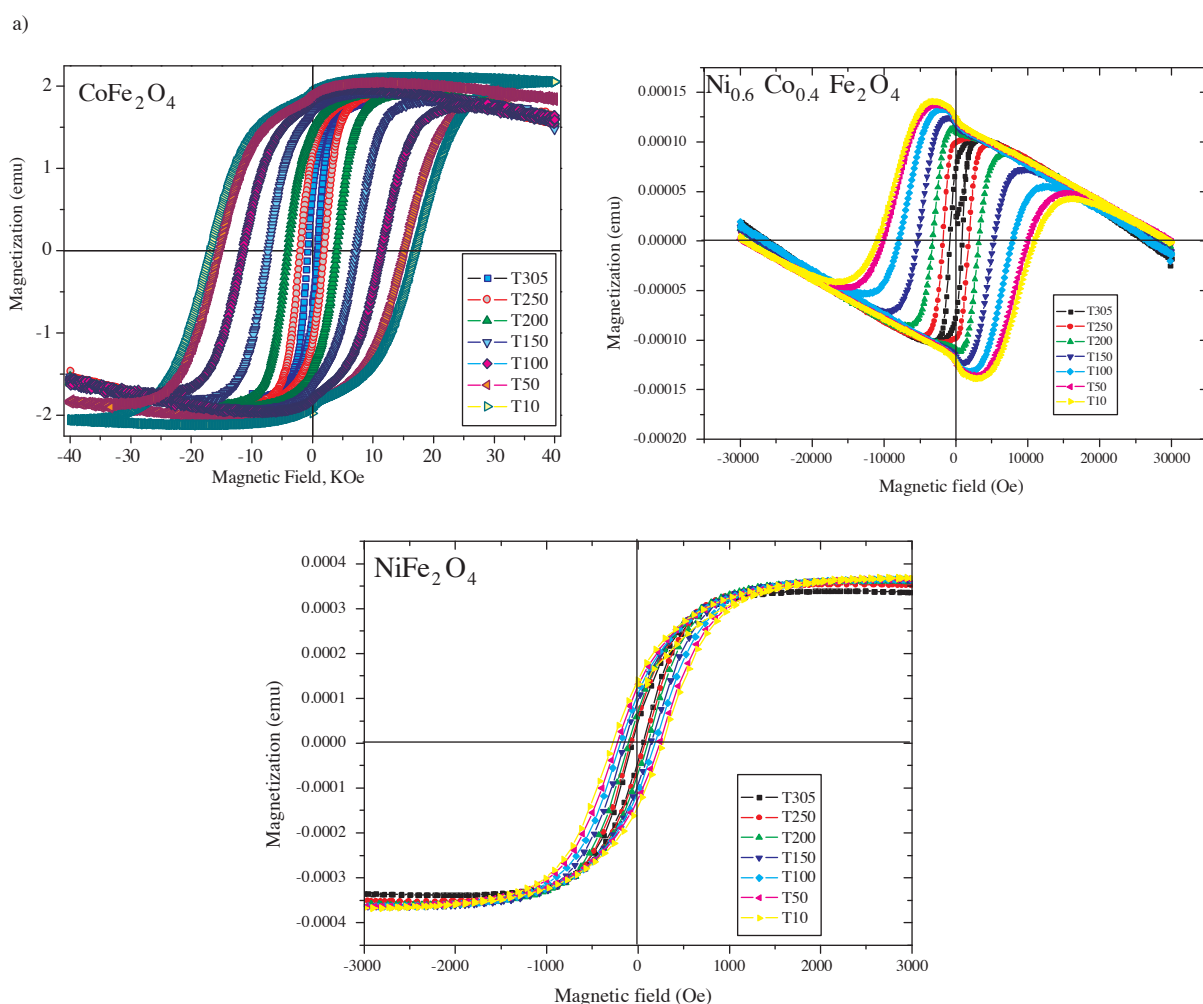 a)
CoFe₂O₄
Magnetization (emu)
2
1
0
-1
-2
-40 -30 -20 -10 0 10 20 30 40
Magnetic Field, KOe
T305
T250
T200
T150
T100
T50
T10
Ni₀.₆ Co₀.₄ Fe₂O₄
Magnetization (emu)
0.00015
0.00010
0.00005
0.00000
-0.00005
-0.00010
-0.00015
-0.00020
-30000 -20000 -10000 0 10000 20000 30000
Magnetic field (Oe)
T305
T250
T200
T150
T100
T50
T10
NiFe₂O₄
Magnetization (emu)
0.0004
0.0003
0.0002
0.0001
0.0000
-0.0001
-0.0002
-0.0003
-0.0004
-3000 -2000 -1000 0 1000 2000 3000
Magnetic field (Oe)
T305
T250
T200
T150
T100
T50
T10